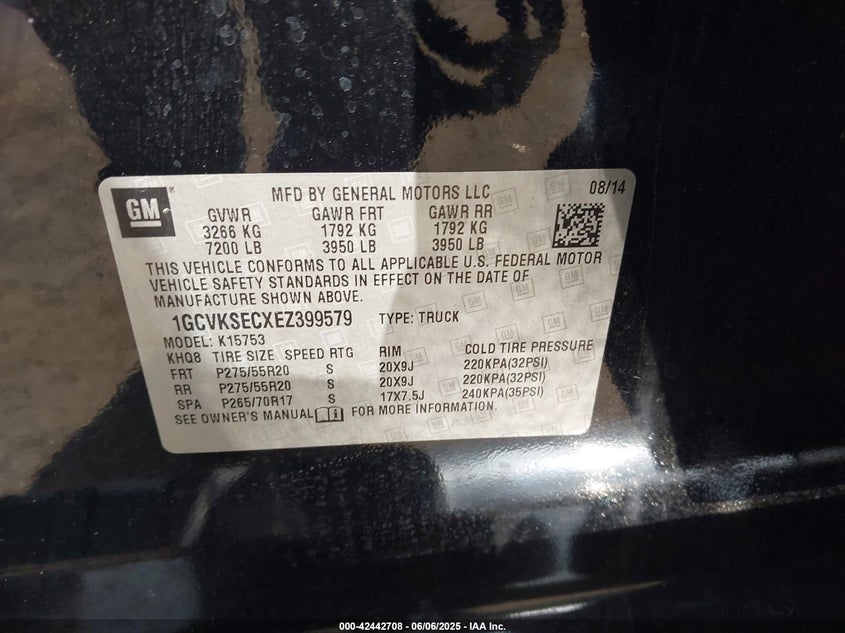 GM
MFD BY GENERAL MOTORS LLC 08/14
GVWR GAWR FRT GAWR RR
3266 KG 1792 KG 1792 KG
7200 LB 3950 LB 3950 LB
THIS VEHICLE CONFORMS TO ALL APPLICABLE U.S. FEDERAL MOTOR
VEHICLE SAFETY STANDARDS IN EFFECT ON THE DATE OF
MANUFACTURE SHOWN ABOVE.
1GCVKSECXEZ399579 TYPE: TRUCK
MODEL: K15753
KHQ8 TIRE SIZE SPEED RTG RIM COLD TIRE PRESSURE
FRT P275/55R20 S 20X9J 220KPA(32PSI)
RR P275/55R20 S 20X9J 220KPA(32PSI)
SPA P265/70R17 S 17X7.5J 240KPA(35PSI)
SEE OWNER'S MANUAL FOR MORE INFORMATION.
000-42442708 - 06/06/2025 - IAA Inc.